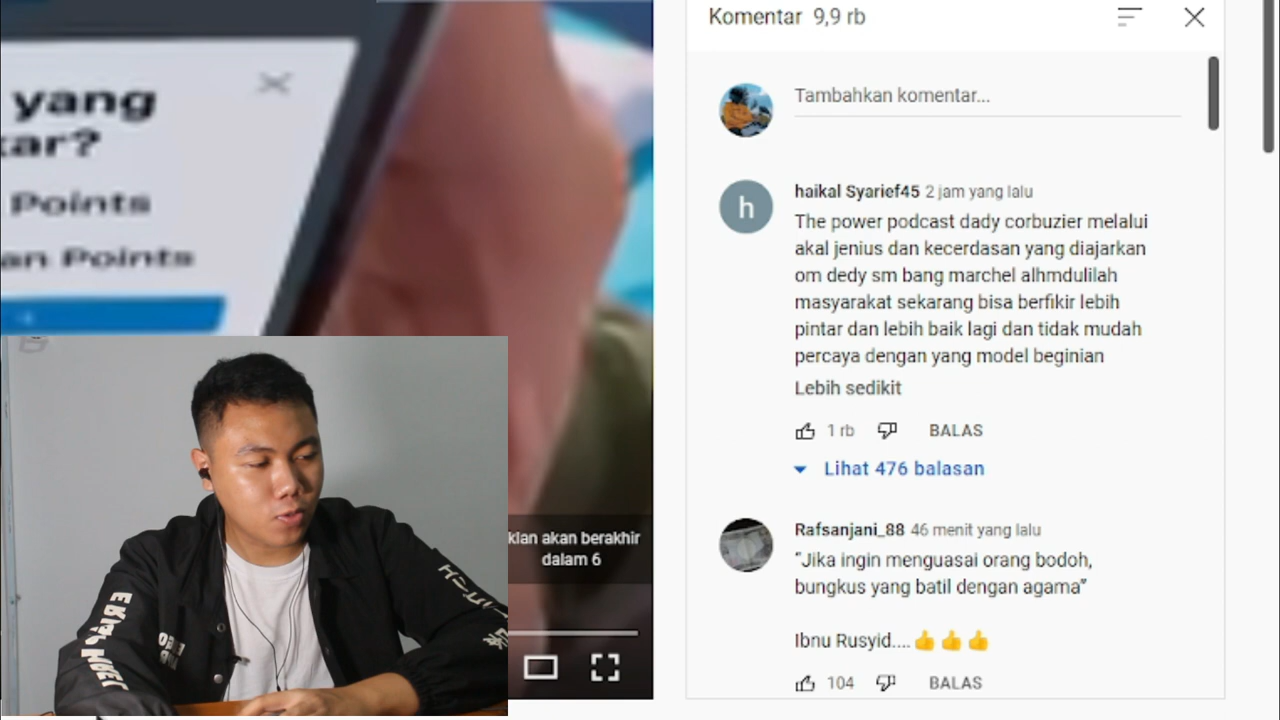 yang
kar?
Points
an Points
klan akan berakhir
dalam 6
Komentar 9,9 rb
Tambahkan komentar...
h
haikal Syarief45 2 jam yang lalu
The power podcast dady corbuzier melalui
akal jenius dan kecerdasan yang diajarkan
om dedy sm bang marchel alhmdulilah
masyarakat sekarang bisa berfikir lebih
pintar dan lebih baik lagi dan tidak mudah
percaya dengan yang model beginian
Lebih sedikit
1 rb BALAS
Lihat 476 balasan
Rafsanjani_88 46 menit yang lalu
“Jika ingin menguasai orang bodoh,
bungkus yang batil dengan agama”
Ibnu Rusyid....👍👍👍
104 BALAS